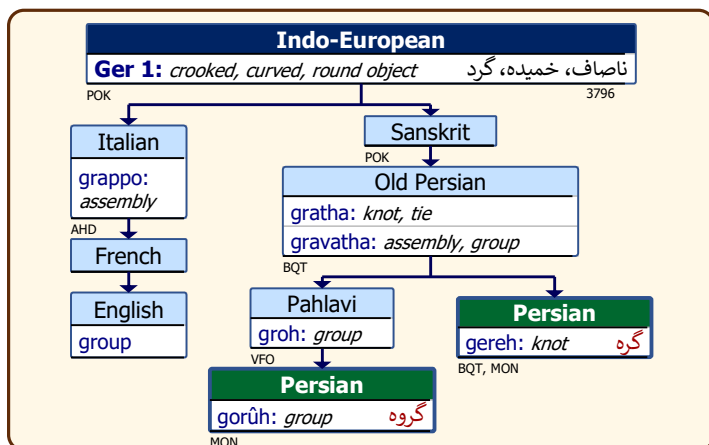 Indo-European
Ger 1: crooked, curved, round object ناصاف، خمیده، گرد
POK 3796
Italian
grappo:
assembly
AHD
French
English
group
Sanskrit
POK
Old Persian
gratha: knot, tie
gravatha: assembly, group
BQT
Pahlavi
groh: group
VFO
Persian
gorûh: group گروه
MON
Persian
gereh: knot گره
BQT, MON